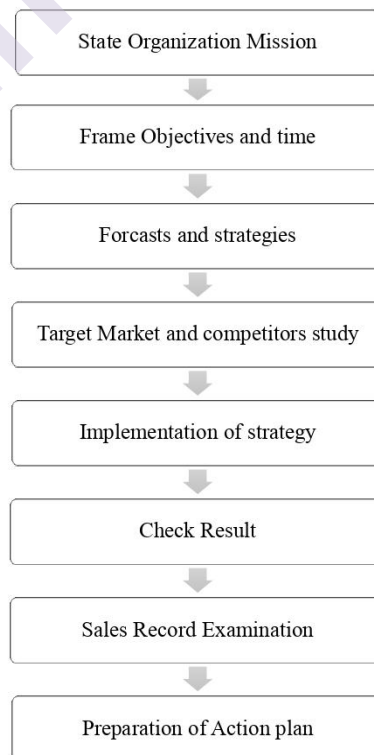 State Organization Mission
Frame Objectives and time
Forcasts and strategies
Target Market and competitors study
Implementation of strategy
Check Result
Sales Record Examination
Preparation of Action plan